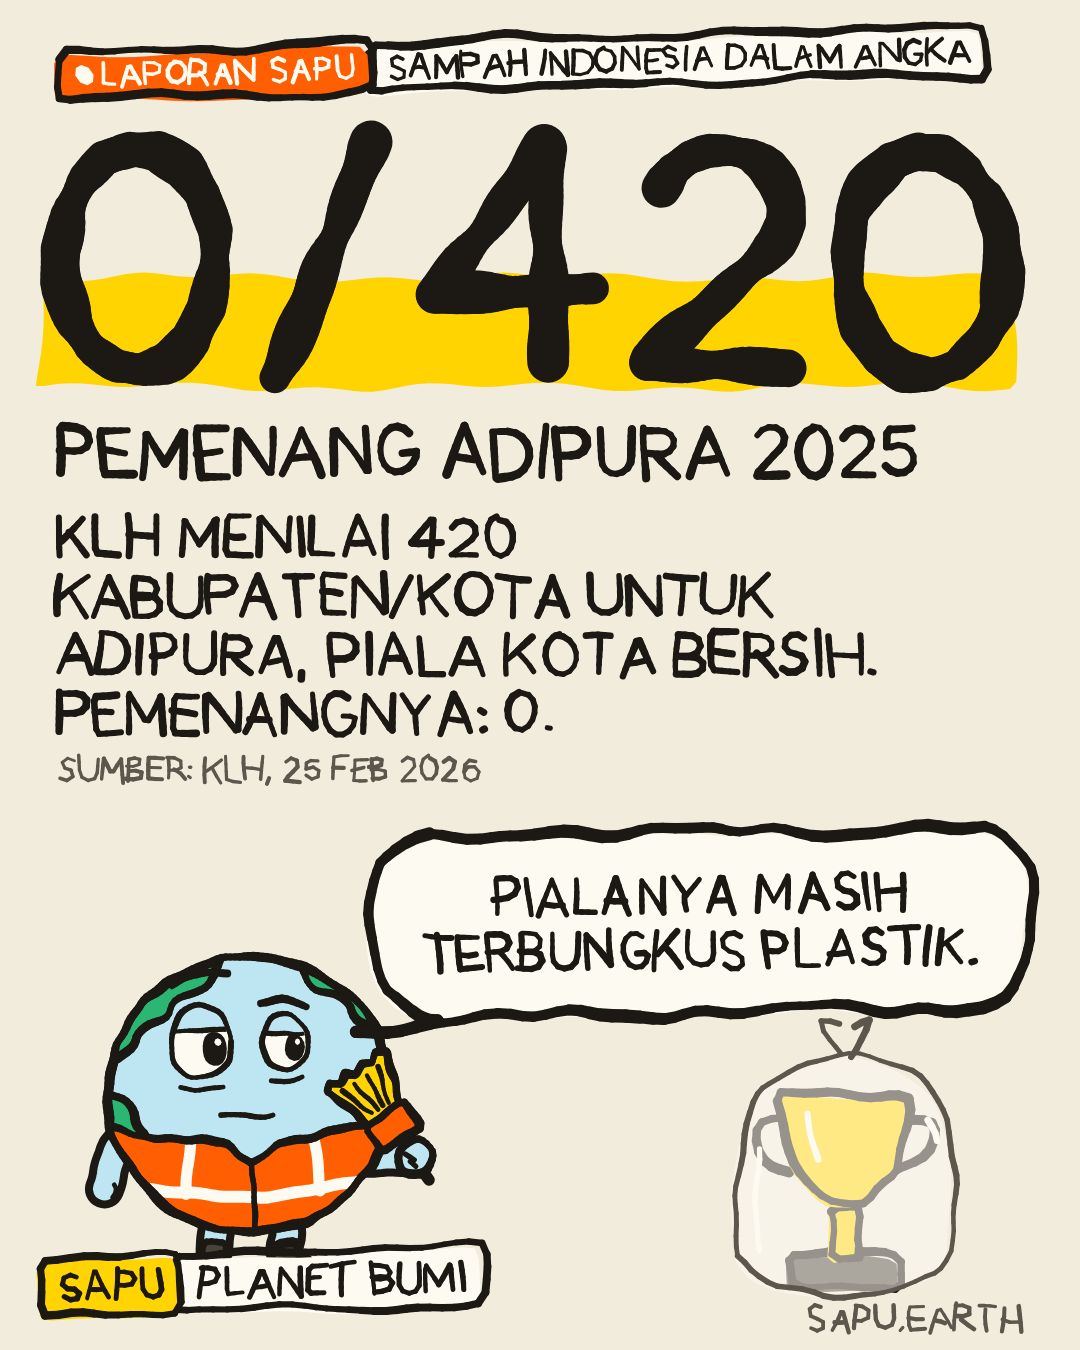 LAPORAN SAPU SAMPAH INDONESIA DALAM ANGKA
0/420
PEMENANG ADIPURA 2025
KLH MENILAI 420
KABUPATEN/KOTA UNTUK
ADIPURA, PIALA KOTA BERSIH.
PEMENANGNYA: 0.
SUMBER: KLH, 25 FEB 2026
PIALANYA MASIH
TERBUNGKUS PLASTIK.
SAPU PLANET BUMI
SAPU.EARTH